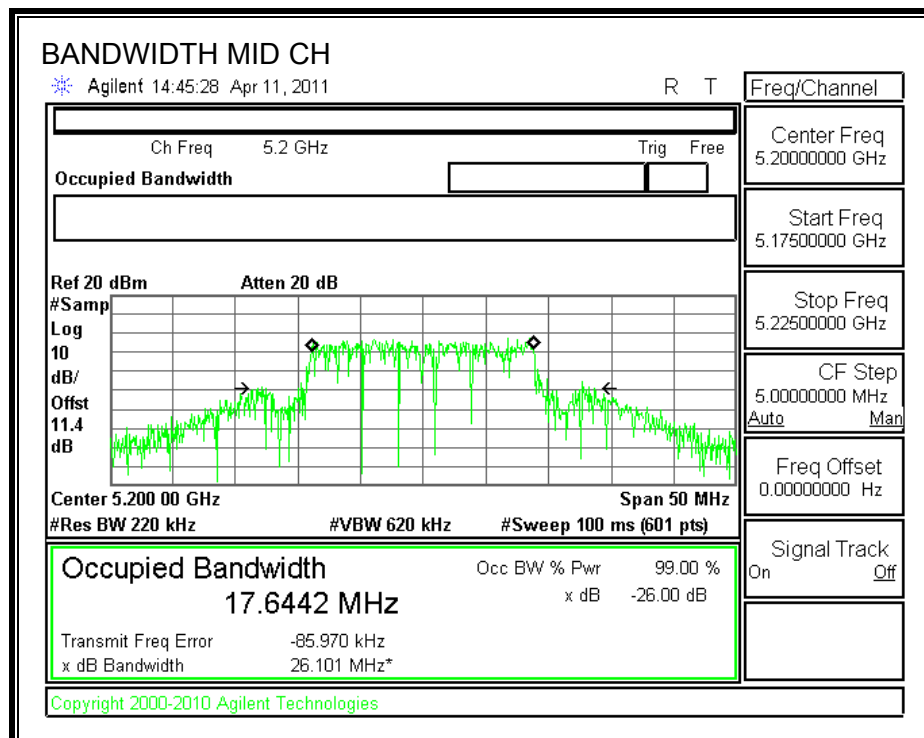 BANDWIDTH MID CH
Agilent 14:45:28 Apr 11, 2011 R T
Freq/Channel
Ch Freq 5.2 GHz Trig Free
Occupied Bandwidth
Center Freq
5.20000000 GHz
Start Freq
5.17500000 GHz
Stop Freq
5.22500000 GHz
CF Step
5.00000000 MHz
Auto Man
Freq Offset
0.00000000 Hz
Signal Track
On Off
Ref 20 dBm Atten 20 dB
#Samp
Log
10
dB/
Offst
11.4
dB
Center 5.200 00 GHz Span 50 MHz
#Res BW 220 kHz #VBW 620 kHz #Sweep 100 ms (601 pts)
Occupied Bandwidth Occ BW % Pwr 99.00 %
17.6442 MHz x dB -26.00 dB
Transmit Freq Error -85.970 kHz
x dB Bandwidth 26.101 MHz*
Copyright 2000-2010 Agilent Technologies